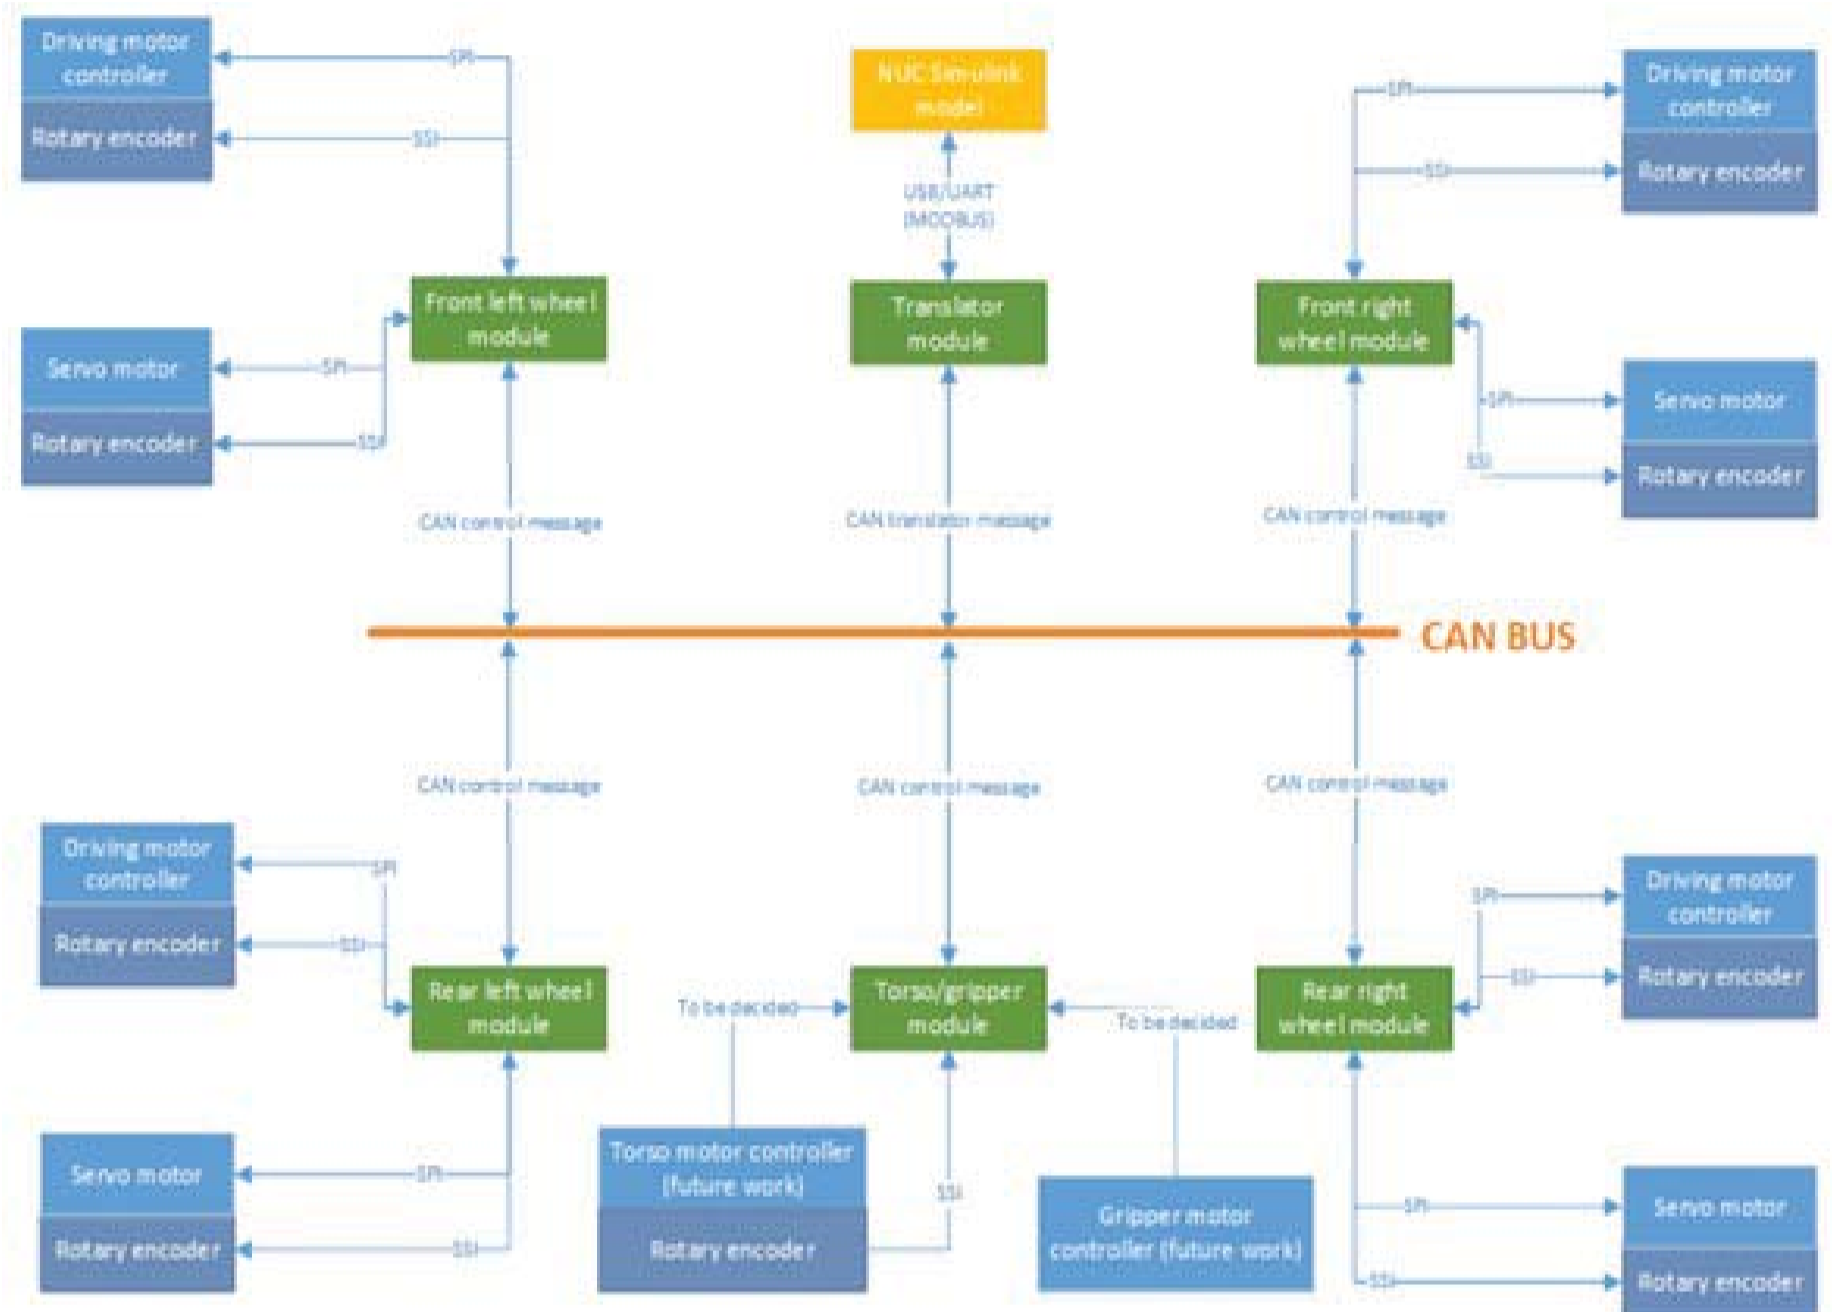 Driving motor
controller
Rotary encoder
SPI
SSI
NUC Simulink
model
USB/UART
(MODBUS)
SPI
SSI
Driving motor
controller
Rotary encoder
Front left wheel
module
Translator
module
Front right
wheel module
Servo motor
Rotary encoder
SPI
SSI
SPI
SSI
Servo motor
Rotary encoder
CAN control message
CAN translator message
CAN control message
CAN BUS
CAN control message
CAN control message
CAN control message
Driving motor
controller
Rotary encoder
SPI
SSI
SPI
SSI
Driving motor
controller
Rotary encoder
Rear left wheel
module
To be decided
Torso/gripper
module
To be decided
Rear right
wheel module
Servo motor
Rotary encoder
SPI
SSI
Torso motor controller
(future work)
Rotary encoder
SSI
Gripper motor
controller (future work)
SPI
SSI
Servo motor
Rotary encoder